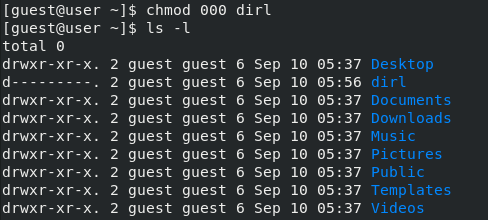 [guest@user ~]$ chmod 000 dirl
[guest@user ~]$ ls -l
total 0
drwxr-xr-x. 2 guest guest 6 Sep 10 05:37 Desktop
d---------. 2 guest guest 6 Sep 10 05:56 dirl
drwxr-xr-x. 2 guest guest 6 Sep 10 05:37 Documents
drwxr-xr-x. 2 guest guest 6 Sep 10 05:37 Downloads
drwxr-xr-x. 2 guest guest 6 Sep 10 05:37 Music
drwxr-xr-x. 2 guest guest 6 Sep 10 05:37 Pictures
drwxr-xr-x. 2 guest guest 6 Sep 10 05:37 Public
drwxr-xr-x. 2 guest guest 6 Sep 10 05:37 Templates
drwxr-xr-x. 2 guest guest 6 Sep 10 05:37 Videos